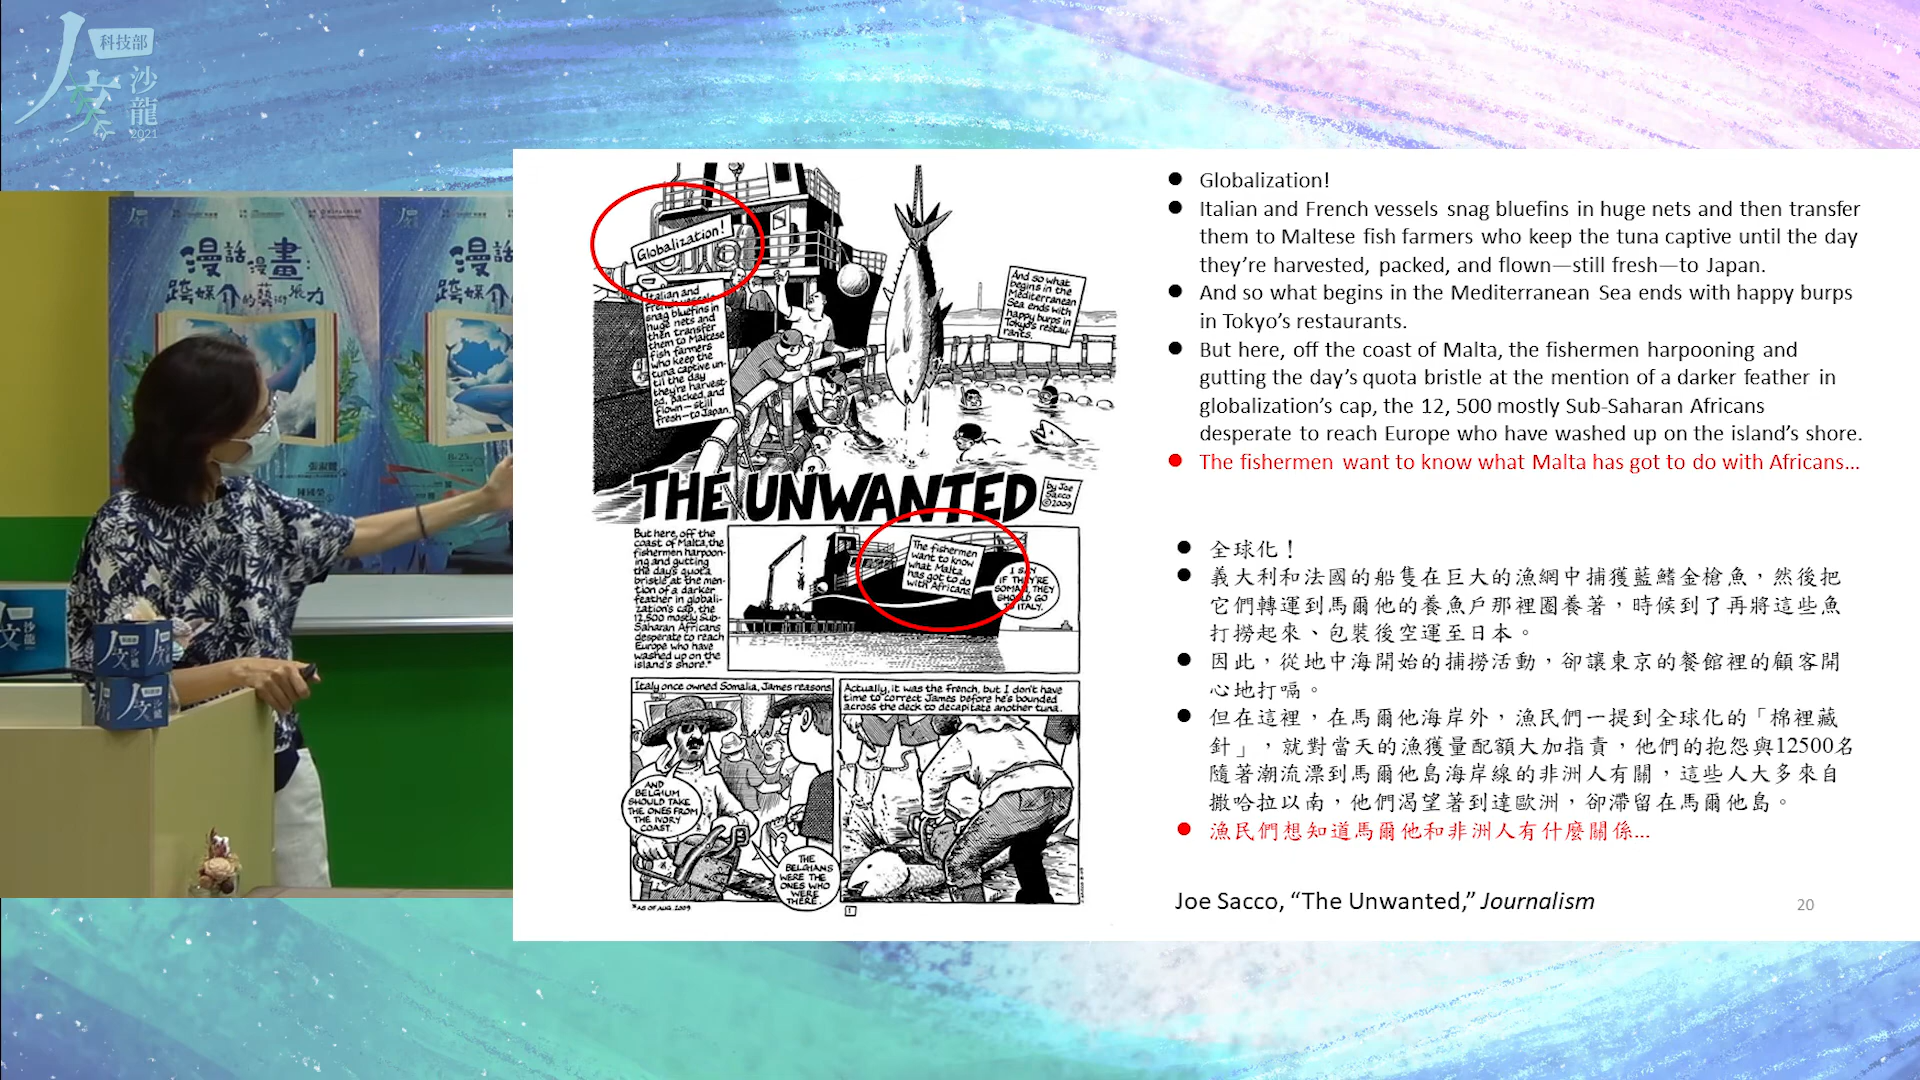 科技部
人文
沙龍
2021
漫話漫畫：
跨媒介的藝術張力
漫話
跨媒介
張淑麗
陳國榮
8.25
人文沙龍
Globalization!
Italian and
French vessels
snag bluefins in
huge nets and
then transfer
them to Maltese
fish farmers
who keep the
tuna captive un-
til the day
they're harvest-
ed, packed, and
flown—still
fresh—to Japan.
And so what
begins in the
Mediterranean
Sea ends with
happy burps in
Tokyo's restau-
rants.
THE UNWANTED
by Joe
Sacco
©2009
But here, off the
coast of Malta, the
fishermen harpoon-
ing and gutting
the day's quota
bristle at the men-
tion of a darker
feather in globali-
zation's cap, the
12,500 mostly Sub-
Saharan Africans
desperate to reach
Europe who have
washed up on the
island's shore.*
The fishermen
want to know
what Malta
has got to do
with Africans.
I SAY
IF THEY'RE
SOMALI, THEY
SHOULD GO
TO ITALY.
Italy once owned Somalia, James reasons.
AND
BELGIUM
SHOULD TAKE
THE ONES FROM
THE IVORY
COAST.
THE
BELGIANS
WERE THE
ONES WHO
WERE
THERE.
Actually, it was the French, but I don't have
time to correct James before he's bounded
across the deck to decapitate another tuna.
*AS OF AUG. 2009
1
● Globalization!
● Italian and French vessels snag bluefins in huge nets and then transfer
them to Maltese fish farmers who keep the tuna captive until the day
they're harvested, packed, and flown—still fresh—to Japan.
● And so what begins in the Mediterranean Sea ends with happy burps
in Tokyo's restaurants.
● But here, off the coast of Malta, the fishermen harpooning and
gutting the day's quota bristle at the mention of a darker feather in
globalization's cap, the 12, 500 mostly Sub-Saharan Africans
desperate to reach Europe who have washed up on the island's shore.
● The fishermen want to know what Malta has got to do with Africans...
● 全球化！
● 義大利和法國的船隻在巨大的漁網中捕獲藍鰭金槍魚，然後把
它們轉運到馬爾他的養魚戶那裡圈養著，時候到了再將這些魚
打撈起來、包裝後空運至日本。
● 因此，從地中海開始的捕撈活動，卻讓東京的餐館裡的顧客開
心地打嗝。
● 但在這裡，在馬爾他海岸外，漁民們一提到全球化的「棉裡藏
針」，就對當天的漁獲量配額大加指責，他們的抱怨與12500名
隨著潮流漂到馬爾他島海岸線的非洲人有關，這些人大多來自
撒哈拉以南，他們渴望著到達歐洲，卻滯留在馬爾他島。
● 漁民們想知道馬爾他和非洲人有什麼關係...
Joe Sacco, “The Unwanted,” Journalism
20